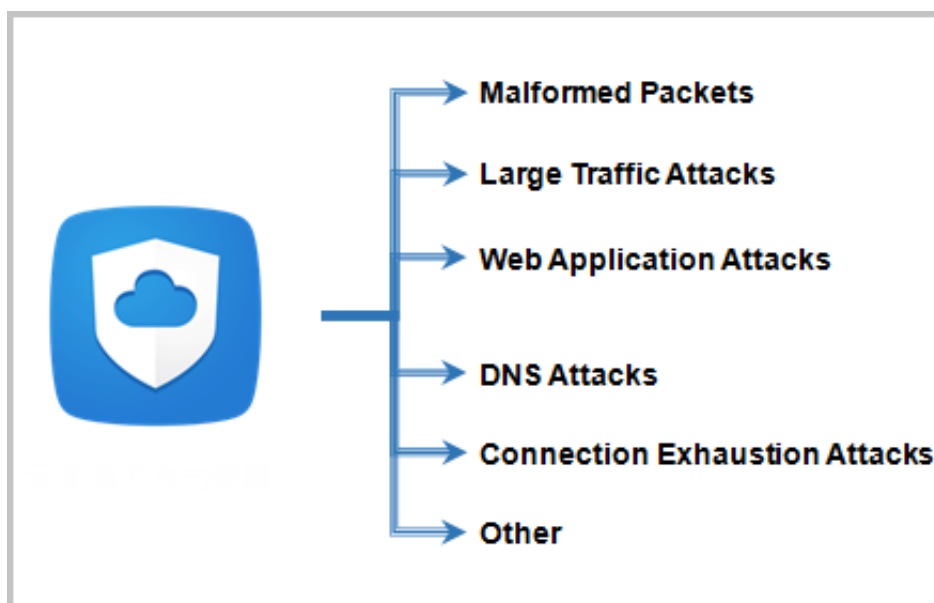 Malformed Packets
Large Traffic Attacks
Web Application Attacks
DNS Attacks
Connection Exhaustion Attacks
Other